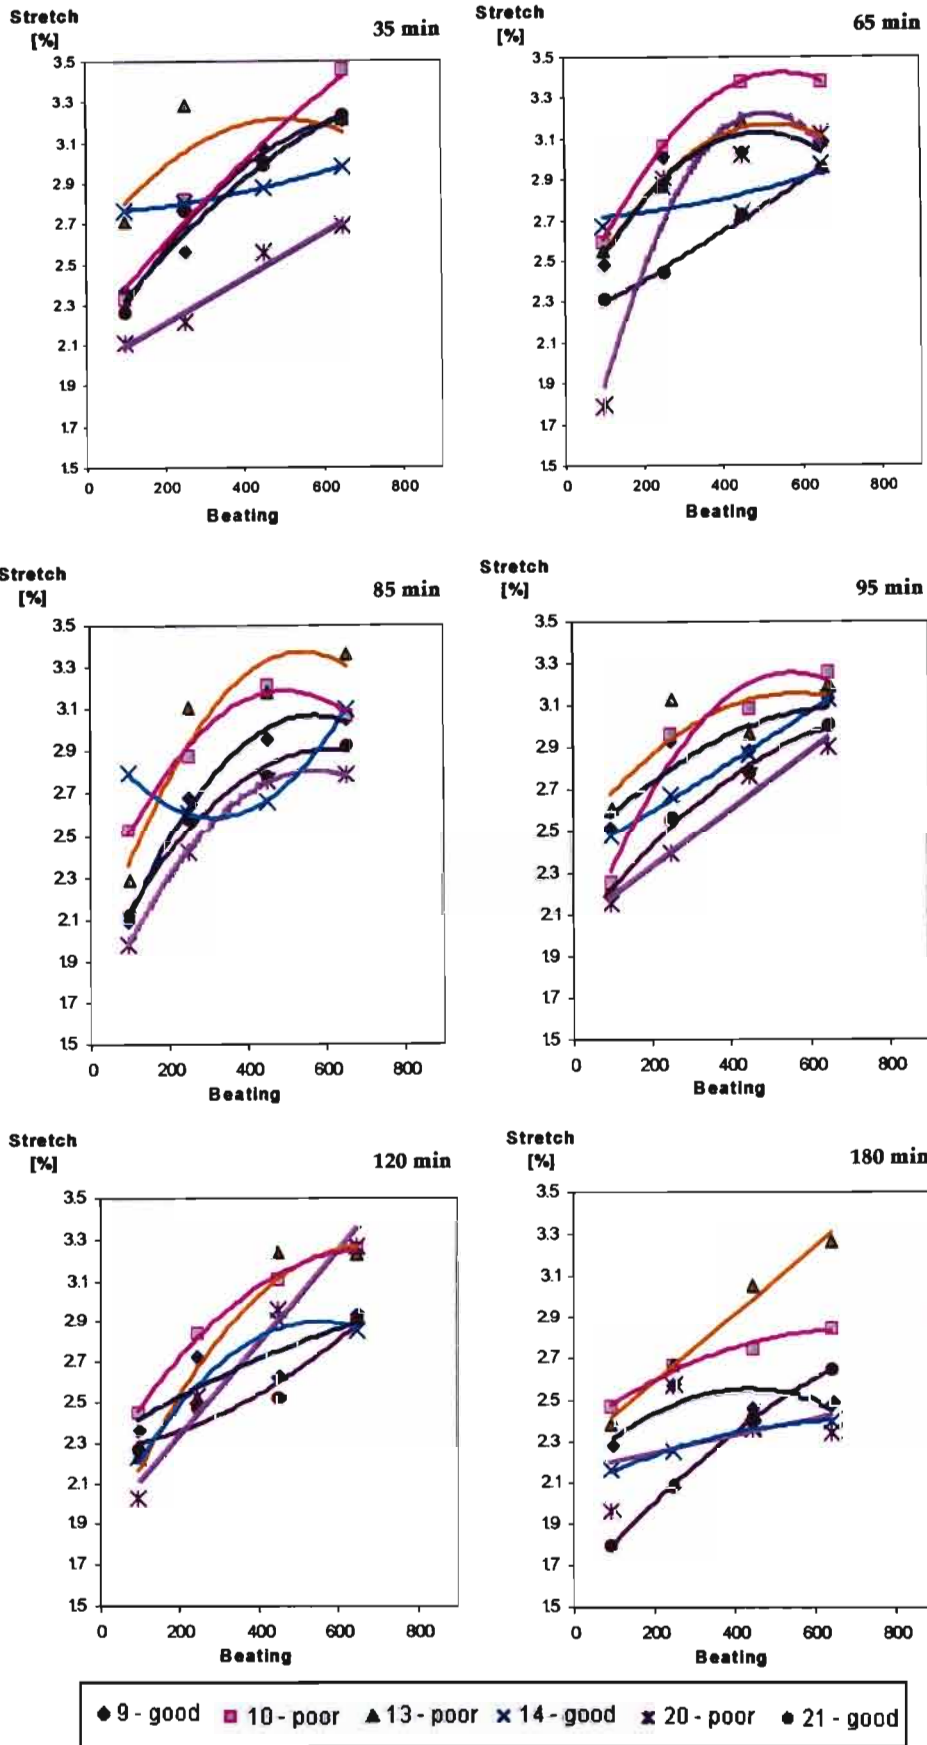 Stretch
[%]
35 min
3.5
3.3
3.1
2.9
2.7
2.5
2.3
2.1
1.9
1.7
1.5
0 200 400 600 800
Beating
Stretch
[%]
65 min
3.5
3.3
3.1
2.9
2.7
2.5
2.3
2.1
1.9
1.7
1.5
0 200 400 600 800
Beating
Stretch
[%]
85 min
3.5
3.3
3.1
2.9
2.7
2.5
2.3
2.1
1.9
1.7
1.5
0 200 400 600 800
Beating
Stretch
[%]
95 min
3.5
3.3
3.1
2.9
2.7
2.5
2.3
2.1
1.9
1.7
1.5
0 200 400 600 800
Beating
Stretch
[%]
120 min
3.5
3.3
3.1
2.9
2.7
2.5
2.3
2.1
1.9
1.7
1.5
0 200 400 600 800
Beating
Stretch
[%]
180 min
3.5
3.3
3.1
2.9
2.7
2.5
2.3
2.1
1.9
1.7
1.5
0 200 400 600 800
Beating
9 - good 10 - poor 13 - poor 14 - good 20 - poor 21 - good